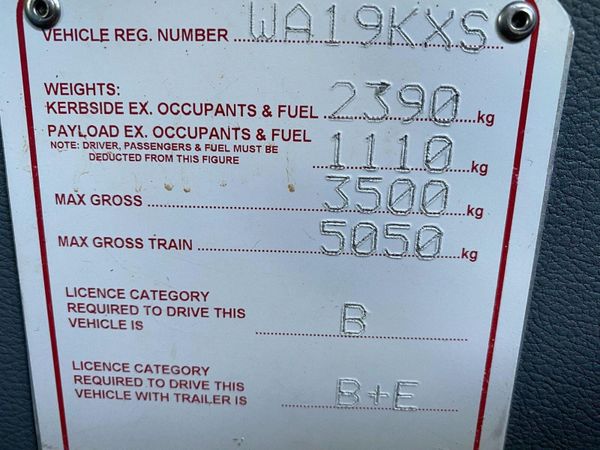 VEHICLE REG. NUMBER WA19KXS
WEIGHTS:
KERBSIDE EX. OCCUPANTS & FUEL 2390 kg
PAYLOAD EX. OCCUPANTS & FUEL 1110 kg
NOTE: DRIVER, PASSENGERS & FUEL MUST BE
DEDUCTED FROM THIS FIGURE
MAX GROSS 3500 kg
MAX GROSS TRAIN 5050 kg
LICENCE CATEGORY
REQUIRED TO DRIVE THIS
VEHICLE IS B
LICENCE CATEGORY
REQUIRED TO DRIVE THIS
VEHICLE WITH TRAILER IS B+E